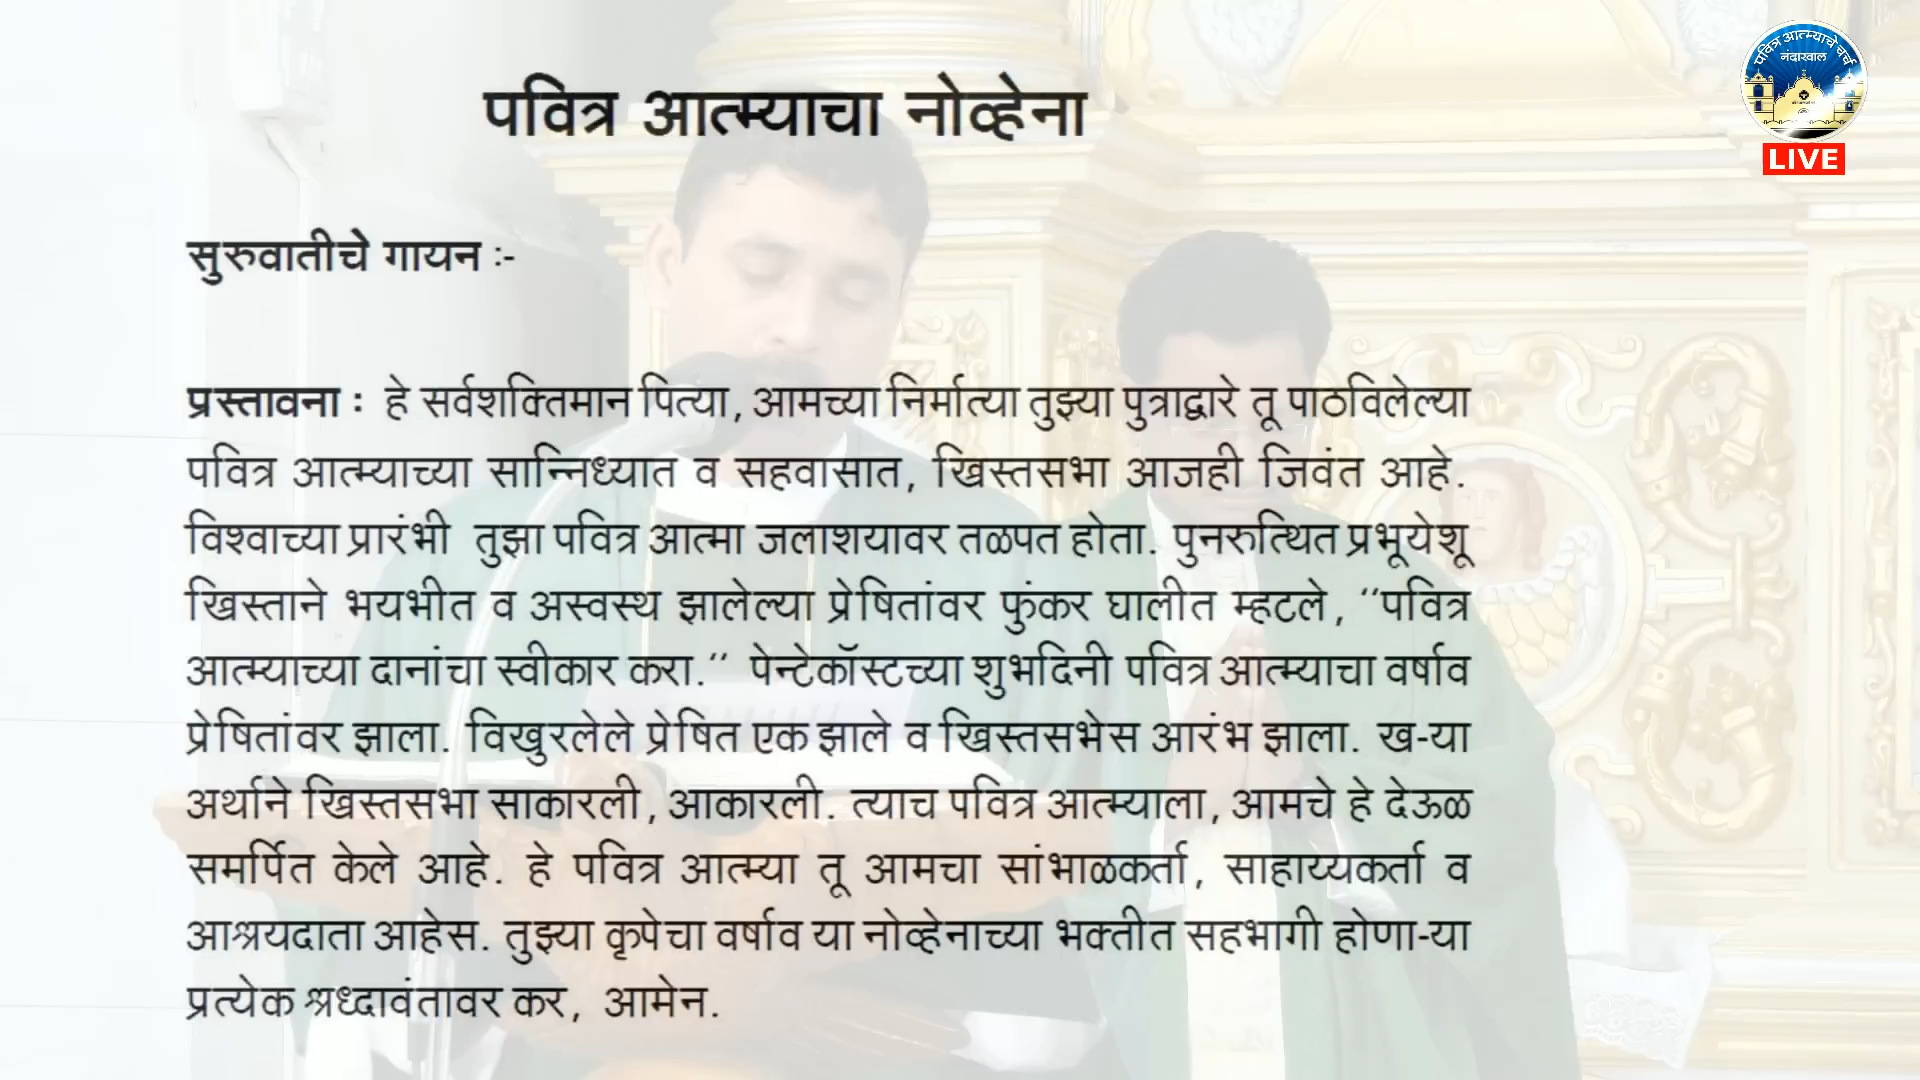 पवित्र आत्म्याचा नोव्हेना
पवित्र आत्म्याचे चर्च
नंदाखाल
LIVE
सुरुवातीचे गायन :-
प्रस्तावना : हे सर्वशक्तिमान पित्या, आमच्या निर्मात्या तुझ्या पुत्राद्वारे तू पाठविलेल्या
पवित्र आत्म्याच्या सान्निध्यात व सहवासात, ख्रिस्तसभा आजही जिवंत आहे.
विश्वाच्या प्रारंभी तुझा पवित्र आत्मा जलाशयावर तळपत होता. पुनरुत्थित प्रभूयेशू
ख्रिस्ताने भयभीत व अस्वस्थ झालेल्या प्रेषितांवर फुंकर घालीत म्हटले, ‘‘पवित्र
आत्म्याच्या दानांचा स्वीकार करा.’’ पेन्टेकॉस्टच्या शुभदिनी पवित्र आत्म्याचा वर्षाव
प्रेषितांवर झाला. विखुरलेले प्रेषित एक झाले व ख्रिस्तसभेस आरंभ झाला. ख-या
अर्थाने ख्रिस्तसभा साकारली, आकारली. त्याच पवित्र आत्म्याला, आमचे हे देऊळ
समर्पित केले आहे. हे पवित्र आत्म्या तू आमचा सांभाळकर्ता, साहाय्यकर्ता व
आश्रयदाता आहेस. तुझ्या कृपेचा वर्षाव या नोव्हेनाच्या भक्तीत सहभागी होणा-या
प्रत्येक श्रध्दावंतावर कर, आमेन.